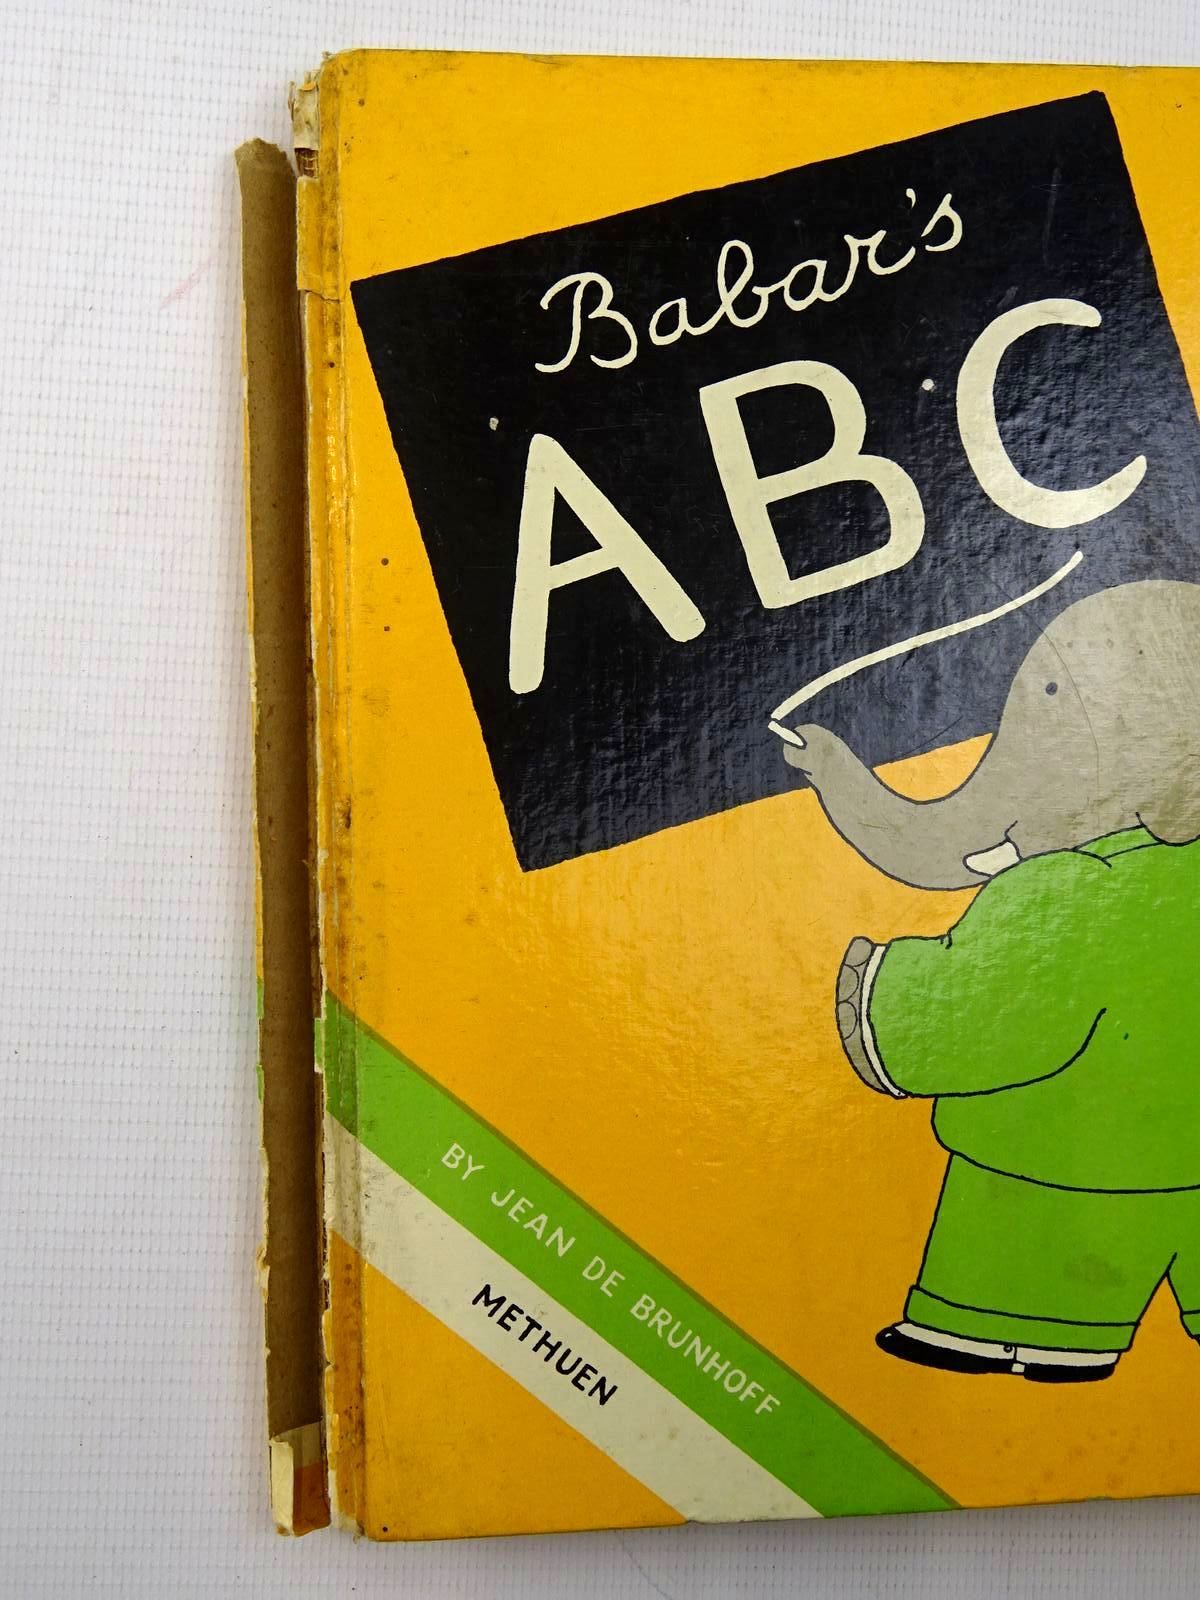 Babar's
ABC
BY JEAN DE BRUNHOFF
METHUEN